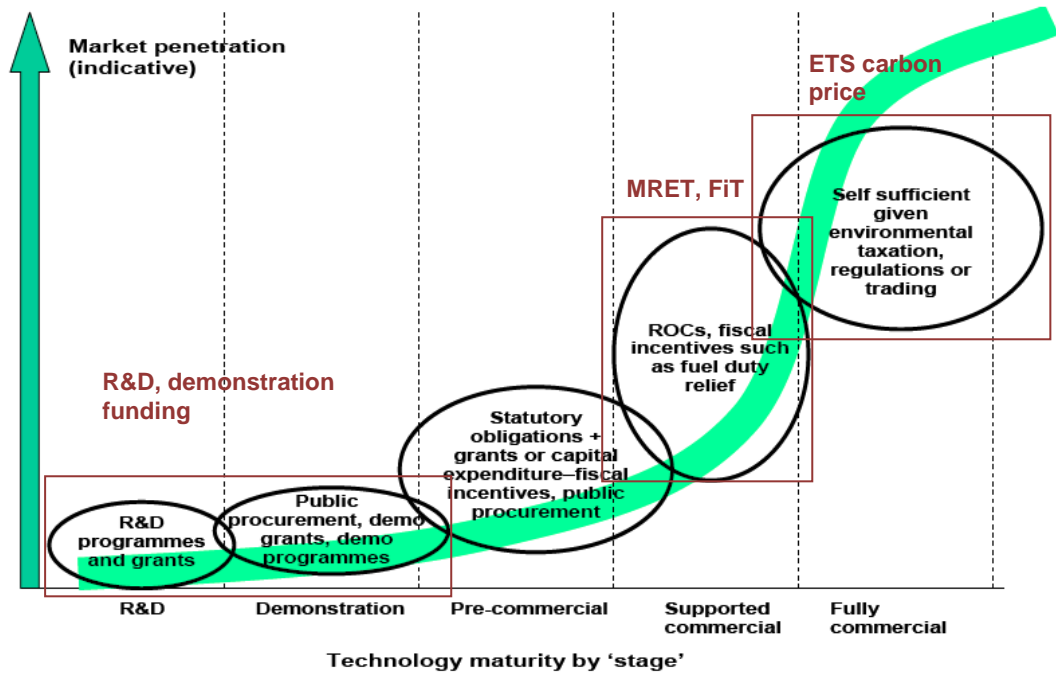 Market penetration
(indicative)
ETS carbon
price
MRET, FiT
Self sufficient
given
environmental
taxation,
regulations or
trading
ROCs, fiscal
incentives such
as fuel duty
relief
R&D, demonstration
funding
Statutory
obligations +
grants or capital
expenditure–fiscal
incentives, public
procurement
Public
procurement, demo
grants, demo
programmes
R&D
programmes
and grants
R&D
Demonstration
Pre-commercial
Supported
commercial
Fully
commercial
Technology maturity by ‘stage’